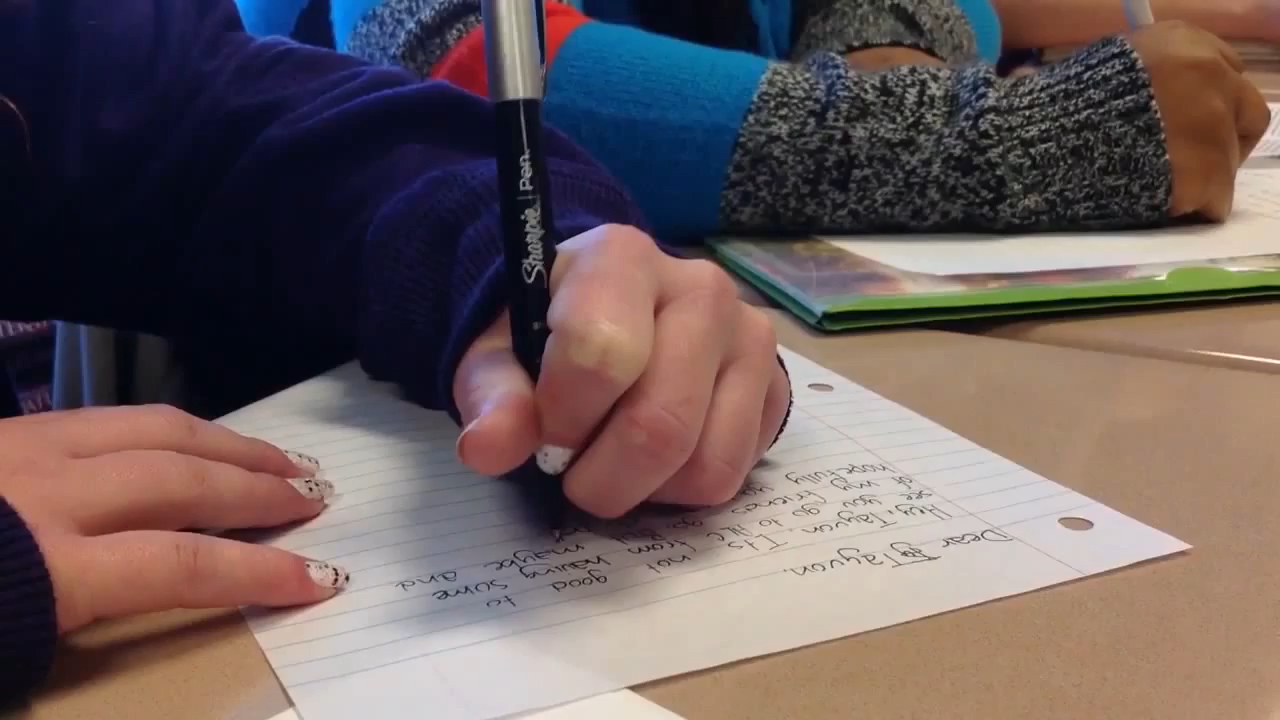 Dear Tayvon,
Hey, Tayvon. It's not good to
see you go to ALC from having some
of my friends go. But maybe and
hopefully
Sharpie Pen